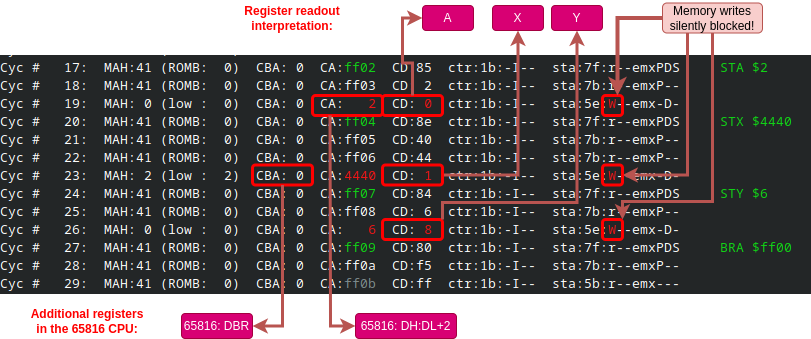 Register readout
interpretation:
A
X
Y
Memory writes
silently blocked!
Cyc # 17: MAH:41 (ROMB: 0) CBA: 0 CA:ff02 CD:85 ctr:1b:-I-- sta:7f:r--emxPDS STA $2
Cyc # 18: MAH:41 (ROMB: 0) CBA: 0 CA:ff03 CD: 2 ctr:1b:-I-- sta:7b:r--emxP--
Cyc # 19: MAH: 0 (low : 0) CBA: 0 CA: 2 CD: 0 ctr:1b:-I-- sta:5e:W--emx-D-
Cyc # 20: MAH:41 (ROMB: 0) CBA: 0 CA:ff04 CD:8e ctr:1b:-I-- sta:7f:r--emxPDS STX $4440
Cyc # 21: MAH:41 (ROMB: 0) CBA: 0 CA:ff05 CD:40 ctr:1b:-I-- sta:7b:r--emxP--
Cyc # 22: MAH:41 (ROMB: 0) CBA: 0 CA:ff06 CD:44 ctr:1b:-I-- sta:7b:r--emxP--
Cyc # 23: MAH: 2 (low : 2) CBA: 0 CA:4440 CD: 1 ctr:1b:-I-- sta:5e:W--emx-D-
Cyc # 24: MAH:41 (ROMB: 0) CBA: 0 CA:ff07 CD:84 ctr:1b:-I-- sta:7f:r--emxPDS STY $6
Cyc # 25: MAH:41 (ROMB: 0) CBA: 0 CA:ff08 CD: 6 ctr:1b:-I-- sta:7b:r--emxP--
Cyc # 26: MAH: 0 (low : 0) CBA: 0 CA: 6 CD: 8 ctr:1b:-I-- sta:5e:W--emx-D-
Cyc # 27: MAH:41 (ROMB: 0) CBA: 0 CA:ff09 CD:80 ctr:1b:-I-- sta:7f:r--emxPDS BRA $ff00
Cyc # 28: MAH:41 (ROMB: 0) CBA: 0 CA:ff0a CD:f5 ctr:1b:-I-- sta:7b:r--emxP--
Cyc # 29: MAH:41 (ROMB: 0) CBA: 0 CA:ff0b CD:ff ctr:1b:-I-- sta:5b:r--emx---
Additional registers
in the 65816 CPU:
65816: DBR
65816: DH:DL+2